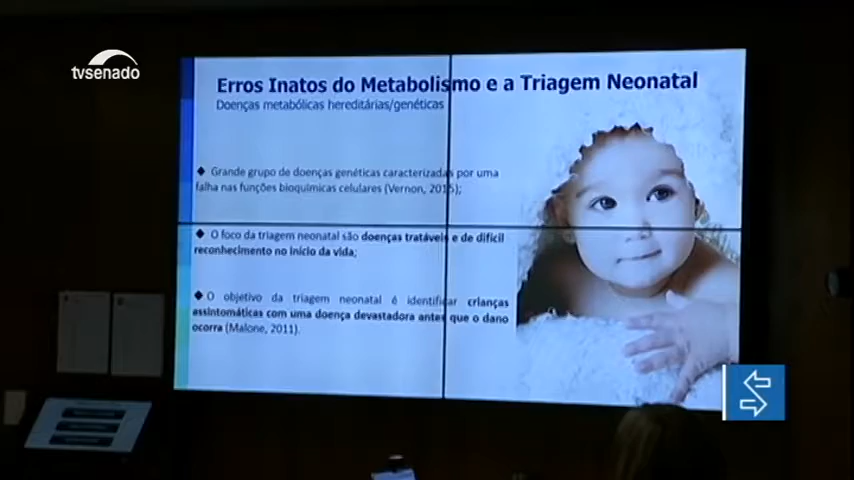 tvsenado
Erros Inatos do Metabolismo e a Triagem Neonatal
Doenças metabólicas hereditárias/genéticas
Grande grupo de doenças genéticas caracterizadas por uma
falha nas funções bioquímicas celulares (Vernon, 2015);
O foco da triagem neonatal são doenças tratáveis e de difícil
reconhecimento no início da vida;
O objetivo da triagem neonatal é identificar crianças
assintomáticas com uma doença devastadora antes que o dano
ocorra (Malone, 2011).